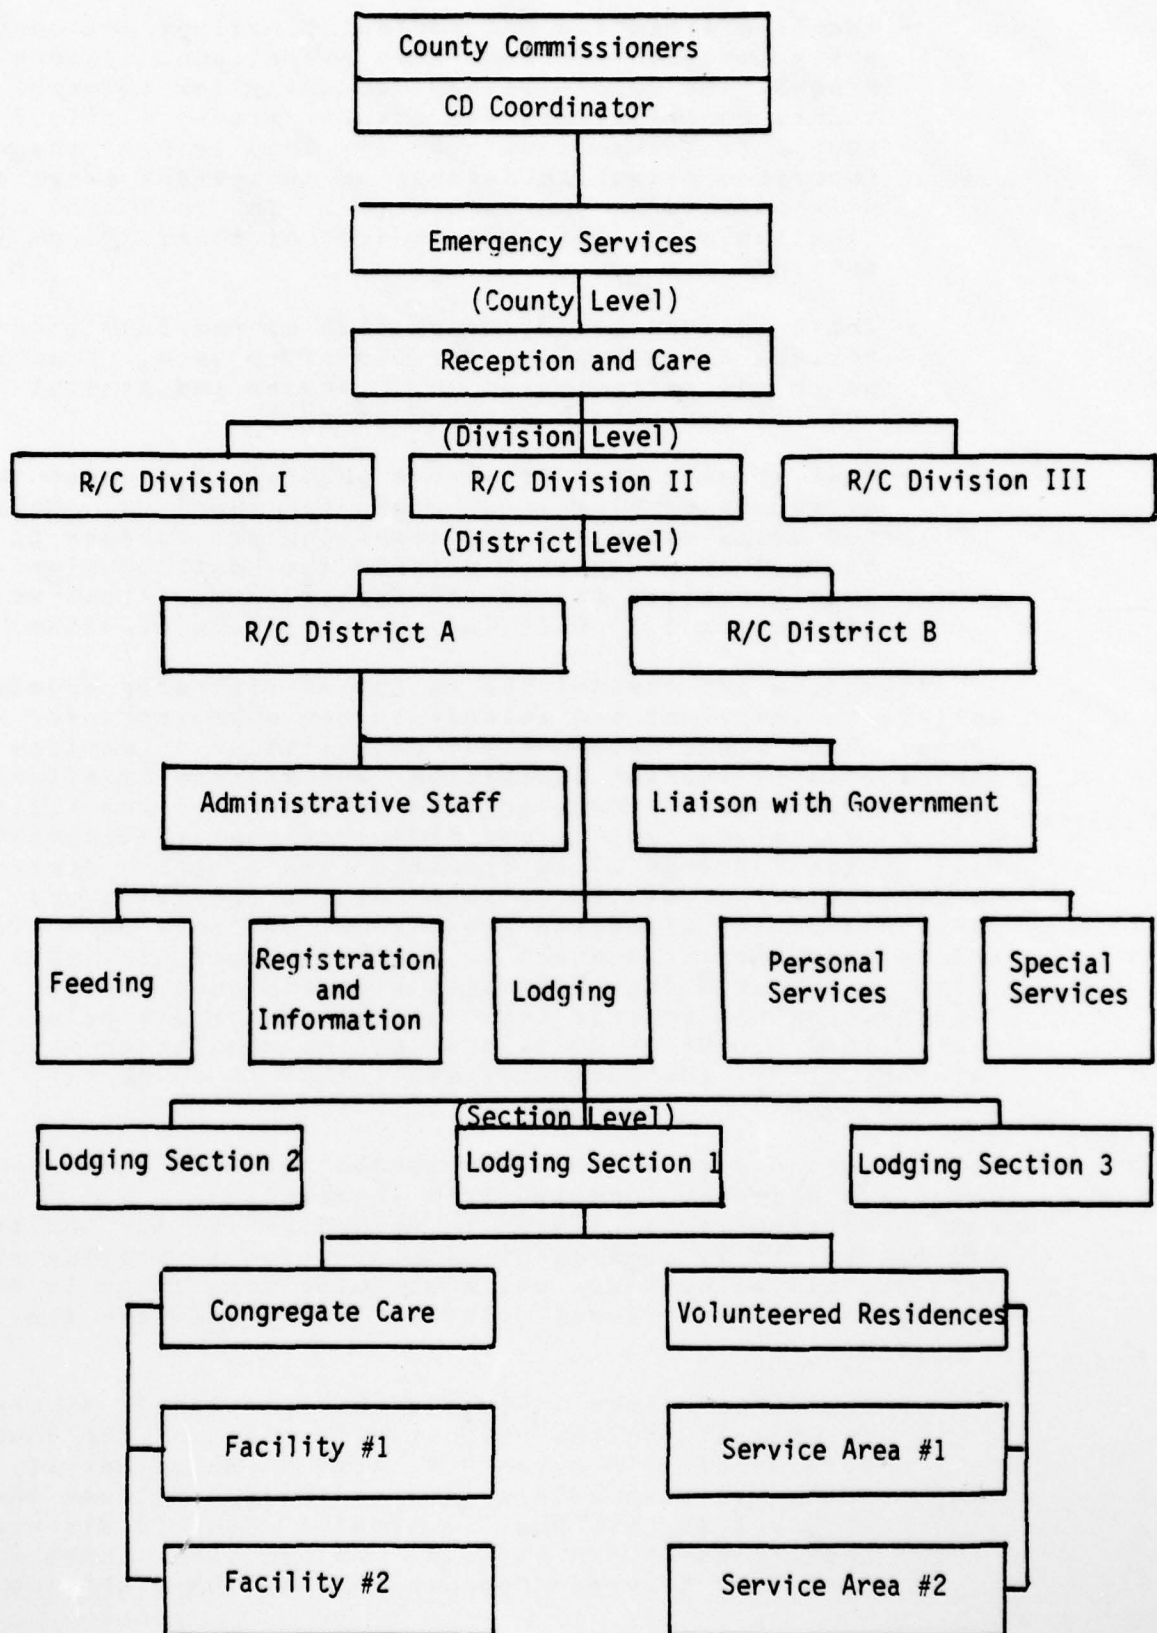 County Commissioners
CD Coordinator
Emergency Services
(County Level)
Reception and Care
(Division Level)
R/C Division I
R/C Division II
R/C Division III
(District Level)
R/C District A
R/C District B
Administrative Staff
Liaison with Government
Feeding
Registration
and
Information
Lodging
Personal
Services
Special
Services
(Section Level)
Lodging Section 2
Lodging Section 1
Lodging Section 3
Congregate Care
Volunteered Residences
Facility #1
Service Area #1
Facility #2
Service Area #2